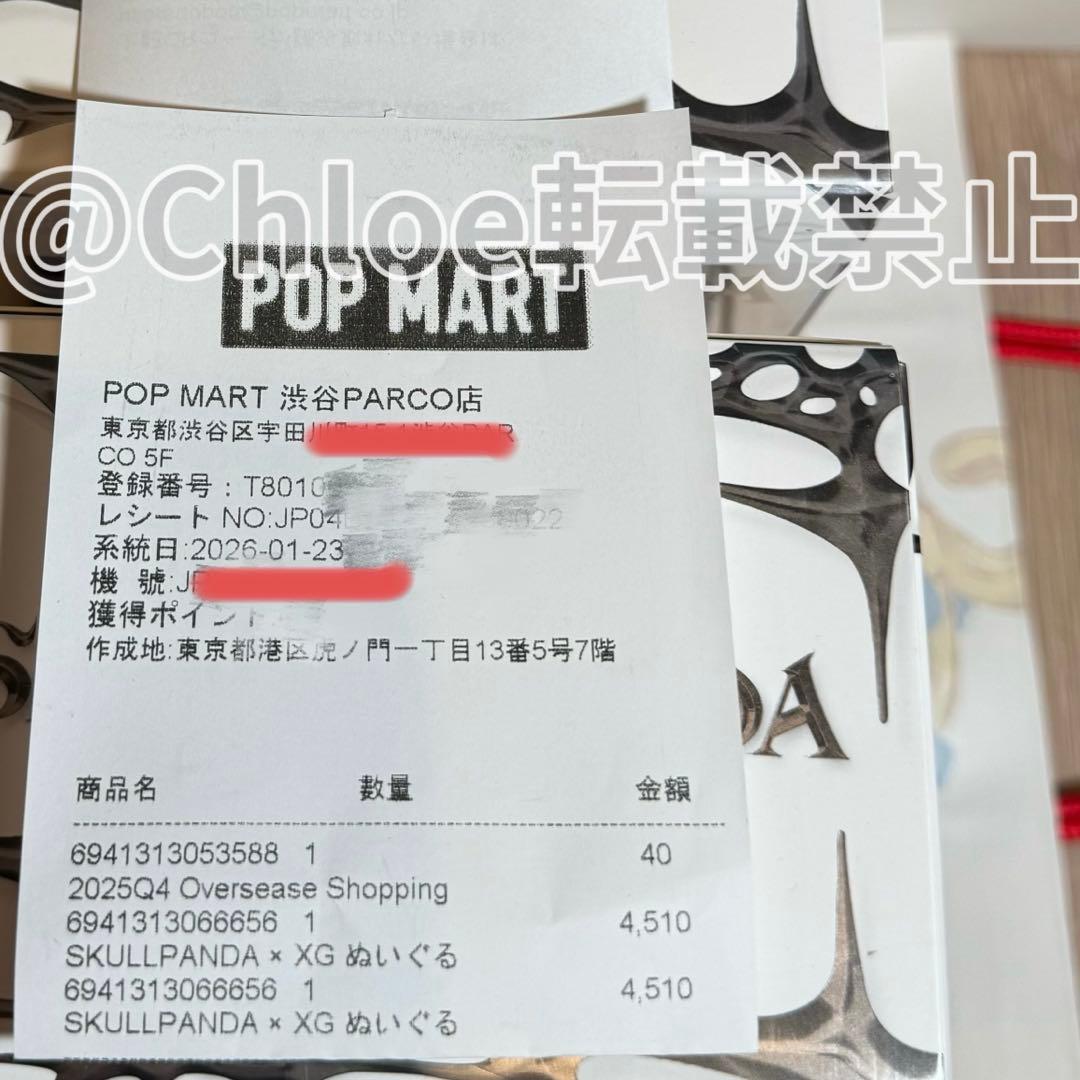 @Chloe転載禁止
POP MART
POP MART 渋谷PARCO店
東京都渋谷区宇田
CO 5F
登録番号：T8010
レシート NO:JP04
系統日:2026-01-23
機 號:J
獲得ポイント
作成地:東京都港区虎ノ門一丁目13番5号7階
商品名 数量 金額
6941313053588 1 40
2025Q4 Oversease Shopping
6941313066656 1 4,510
SKULLPANDA × XG ぬいぐる
6941313066656 1 4,510
SKULLPANDA × XG ぬいぐる
DA